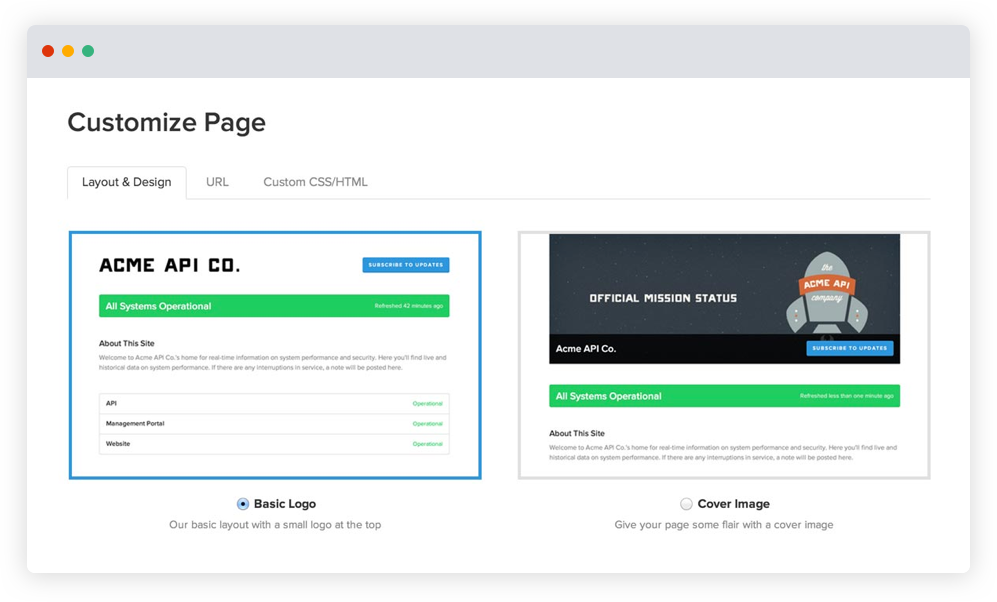 Customize Page
Layout & Design URL Custom CSS/HTML
ACME API CO.
SUBSCRIBE TO UPDATES
All Systems Operational
Refreshed 42 minutes ago
About This Site
Welcome to Acme API Co.'s home for real-time information on system performance and security. Here you'll find live and
historical data on system performance. If there are any interruptions in service, a note will be posted here.
API Operational
Management Portal Operational
Website Operational
Basic Logo
Our basic layout with a small logo at the top
OFFICIAL MISSION STATUS
the
ACME API
company
Acme API Co.
SUBSCRIBE TO UPDATES
All Systems Operational
Refreshed less than one minute ago
About This Site
Welcome to Acme API Co.'s home for real-time information on system performance and security. Here you'll find live and
historical data on system performance. If there are any interruptions in service, a note will be posted here.
Cover Image
Give your page some flair with a cover image